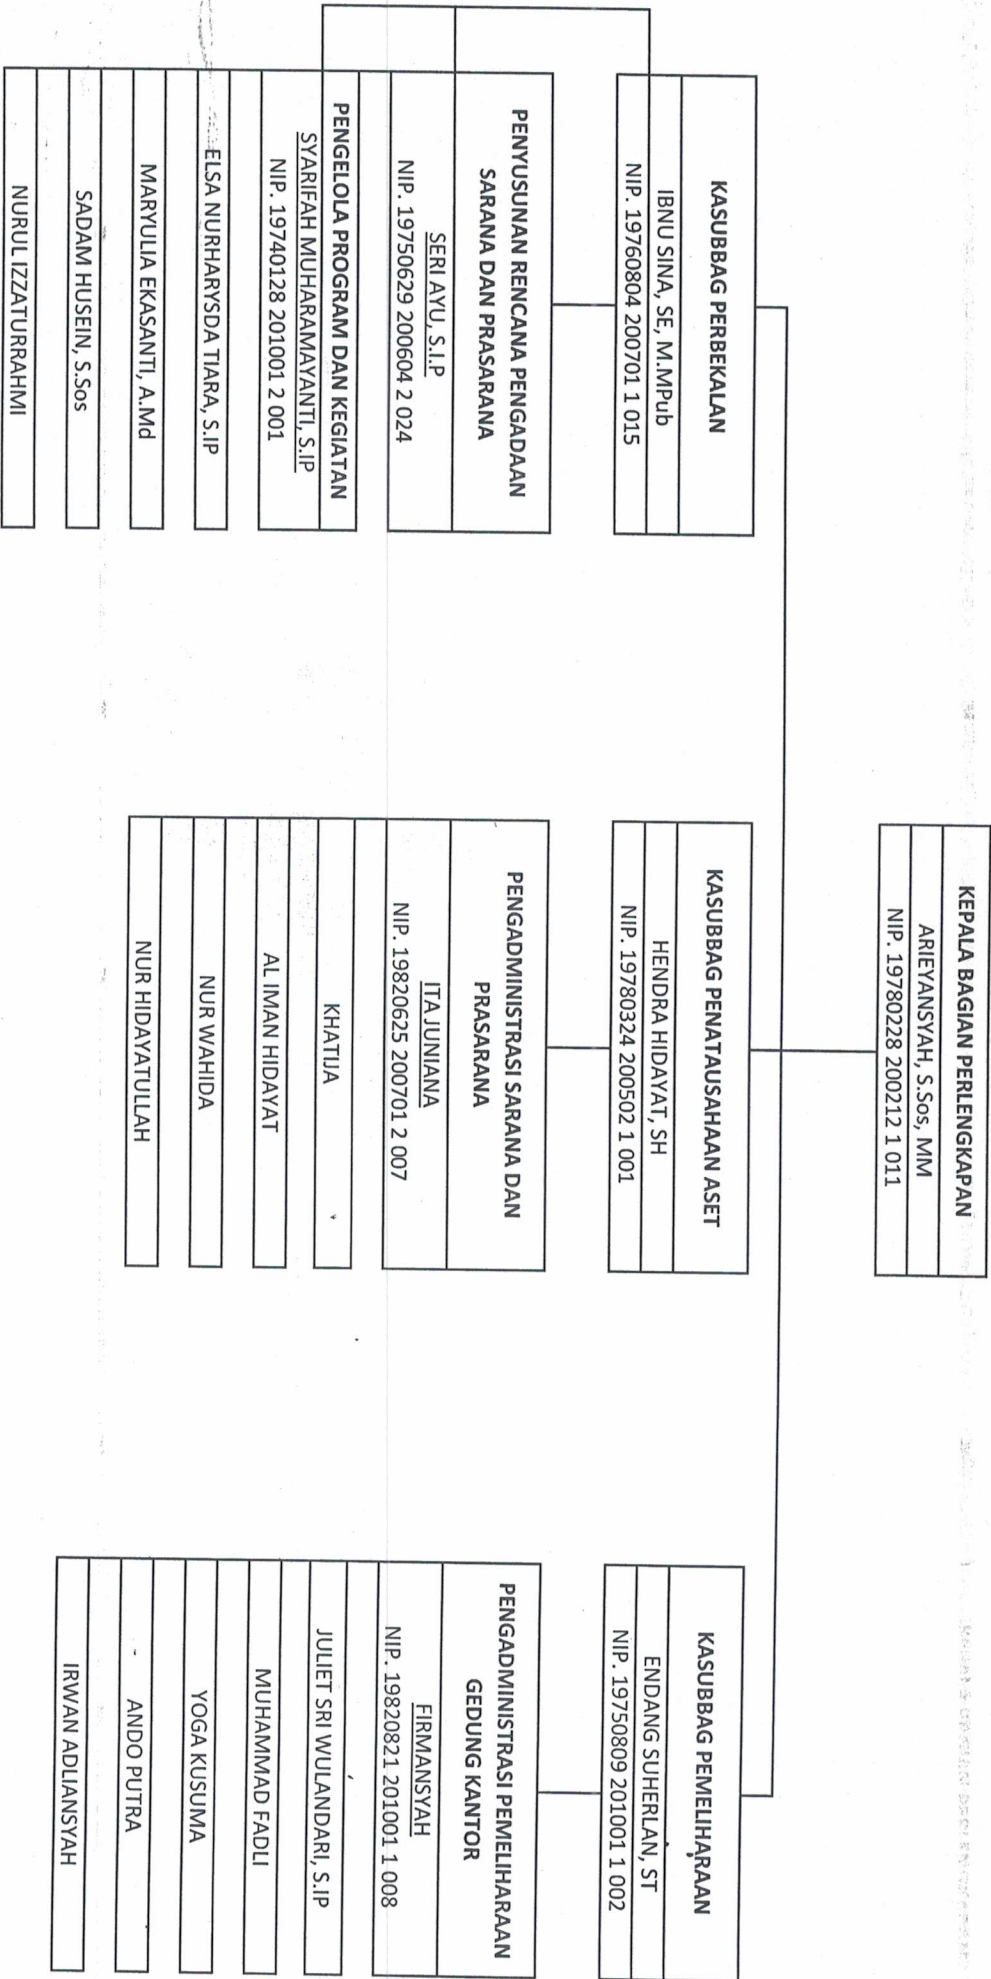 KEPALA BAGIAN PERLENGKAPAN
ARIEYANSYAH, S.Sos, MM
NIP. 19780228 200212 1 011
KASUBBAG PERBEKALAN
IBNU SINA, SE, M.MPub
NIP. 19760804 200701 1 015
PENYUSUNAN RENCANA PENGADAAN
SARANA DAN PRASARANA
SERI AYU, S.I.P
NIP. 19750629 200604 2 024
PENGELOLA PROGRAM DAN KEGIATAN
SYARIFAH MUHARAMAYANTI, S.IP
NIP. 19740128 201001 2 001
ELSA NURHARYSDA TIARA, S.IP
MARYULIA EKASANTI, A.Md
SADAM HUSEIN, S.Sos
NURUL IZZATURRAHMI
KASUBBAG PENATAUSAHAAN ASET
HENDRA HIDAYAT, SH
NIP. 19780324 200502 1 001
PENGADMINISTRASI SARANA DAN
PRASARANA
ITA JUNIANA
NIP. 19820625 200701 2 007
KHATIJA
AL IMAN HIDAYAT
NUR WAHIDA
NUR HIDAYATULLAH
KASUBBAG PEMELIHARAAN
ENDANG SUHERLAN, ST
NIP. 19750809 201001 1 002
PENGADMINISTRASI PEMELIHARAAN
GEDUNG KANTOR
FIRMANSYAH
NIP. 19820821 201001 1 008
JULIET SRI WULANDARI, S.IP
MUHAMMAD FADLI
YOGA KUSUMA
ANDO PUTRA
IRWAN ADLIANSYAH